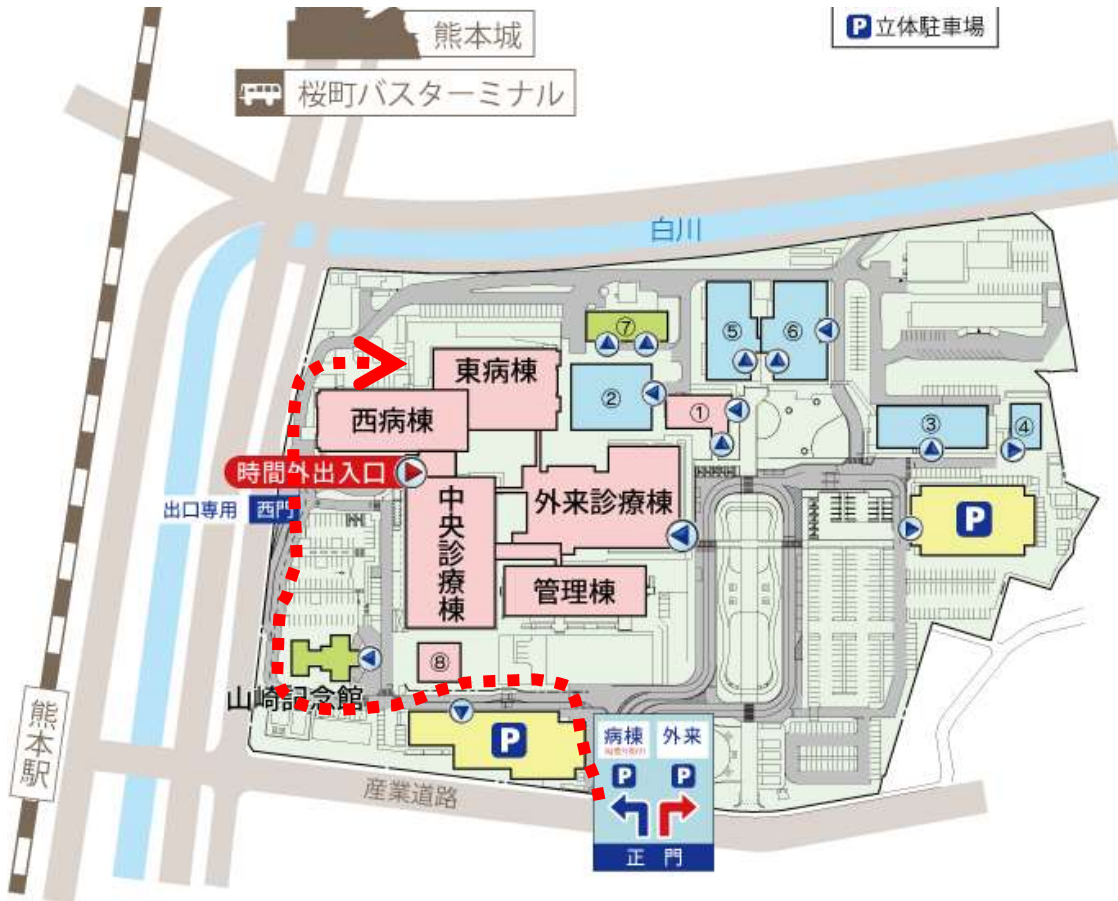 熊本城
P 立体駐車場
桜町バスターミナル
白川
⑦
⑤
⑥
東病棟
②
①
③
④
西病棟
時間外出入口
外来診療棟
出口専用 西門
P
中央診療棟
管理棟
⑧
山崎記念館
熊本駅
P
病棟
外来
P
P
産業道路
正門